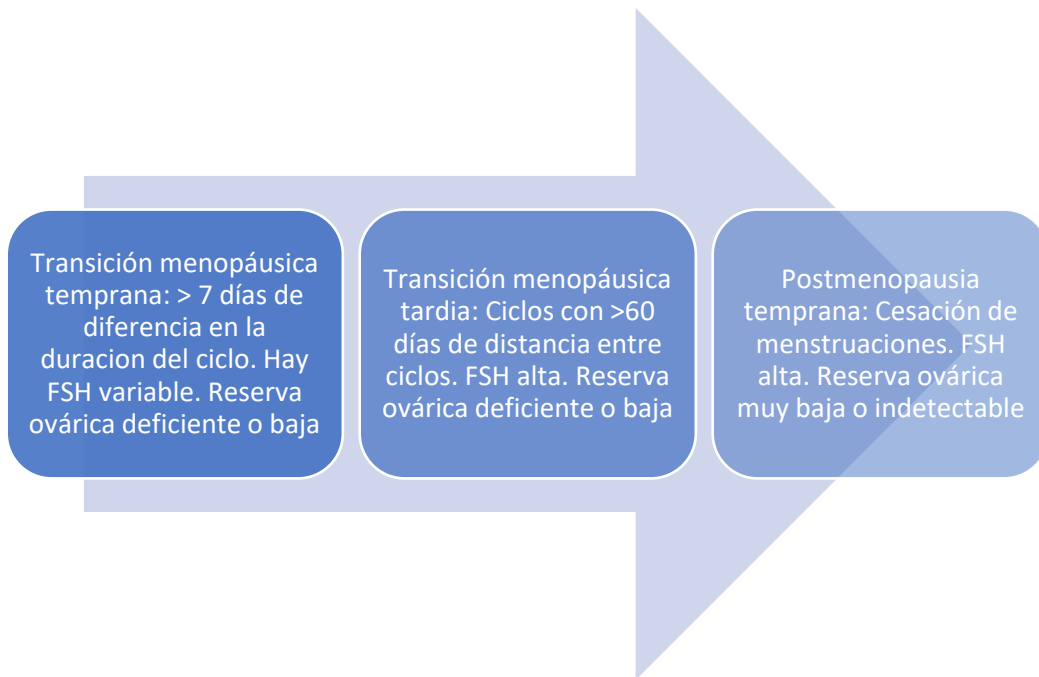 Transición menopáusica
temprana: > 7 días de
diferencia en la
duracion del ciclo. Hay
FSH variable. Reserva
ovárica deficiente o baja
Transición menopáusica
tardia: Ciclos con >60
días de distancia entre
ciclos. FSH alta. Reserva
ovárica deficiente o baja
Postmenopausia
temprana: Cesación de
menstruaciones. FSH
alta. Reserva ovárica
muy baja o indetectable